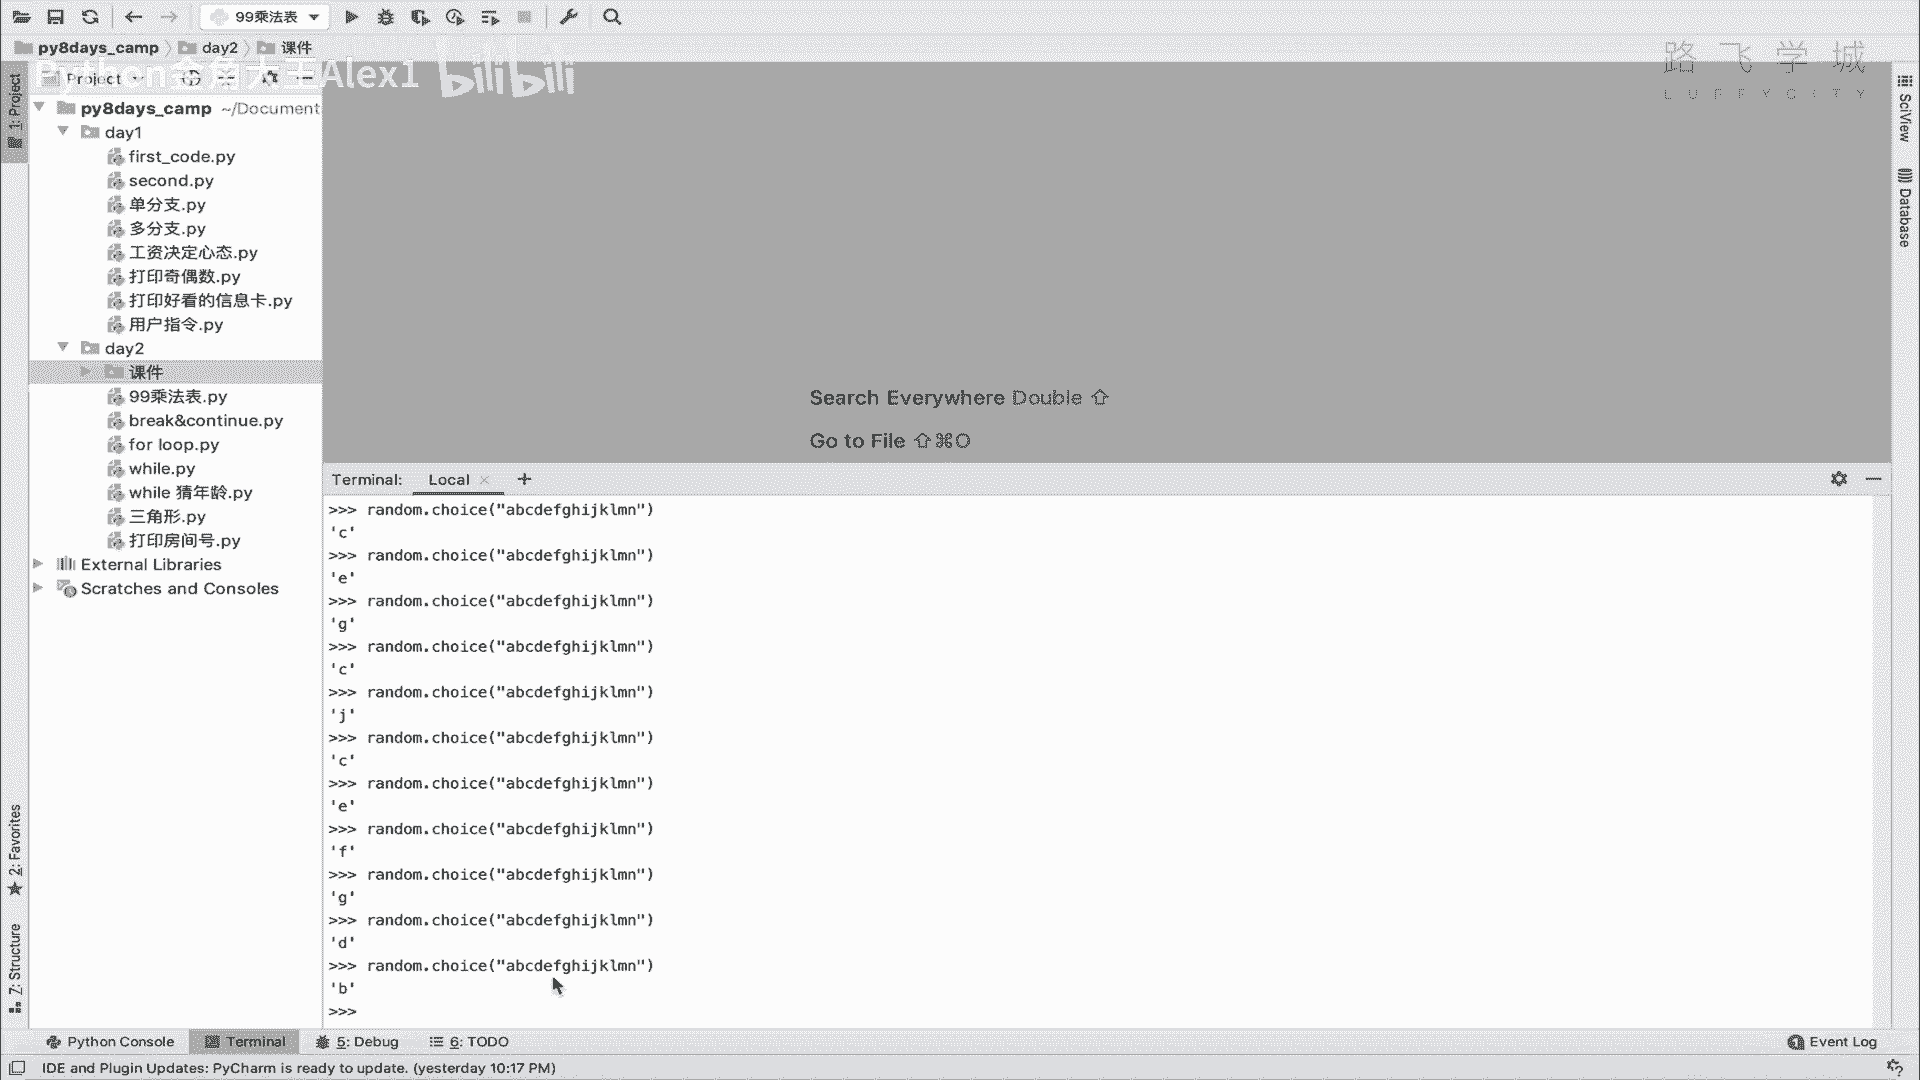 99乘法表
py8days_camp
day2
课件
Python金角大王Alex1
bilibili
路飞学城
LUFFYCITY
Project
1: Project
py8days_camp ~/Document
day1
first_code.py
second.py
单分支.py
多分支.py
工资决定心态.py
打印奇偶数.py
打印好看的信息卡.py
用户指令.py
day2
课件
99乘法表.py
break&continue.py
for loop.py
while.py
while 猜年龄.py
三角形.py
打印房间号.py
External Libraries
Scratches and Consoles
2: Favorites
7: Structure
SciView
Database
Search Everywhere Double ⇧
Go to File ⇧⌘O
Terminal: Local × +
>>> random.choice("abcdefghijklmn")
'c'
>>> random.choice("abcdefghijklmn")
'e'
>>> random.choice("abcdefghijklmn")
'g'
>>> random.choice("abcdefghijklmn")
'c'
>>> random.choice("abcdefghijklmn")
'j'
>>> random.choice("abcdefghijklmn")
'c'
>>> random.choice("abcdefghijklmn")
'e'
>>> random.choice("abcdefghijklmn")
'f'
>>> random.choice("abcdefghijklmn")
'g'
>>> random.choice("abcdefghijklmn")
'd'
>>> random.choice("abcdefghijklmn")
'b'
>>>
Python Console Terminal 5: Debug 6: TODO Event Log
IDE and Plugin Updates: PyCharm is ready to update. (yesterday 10:17 PM)